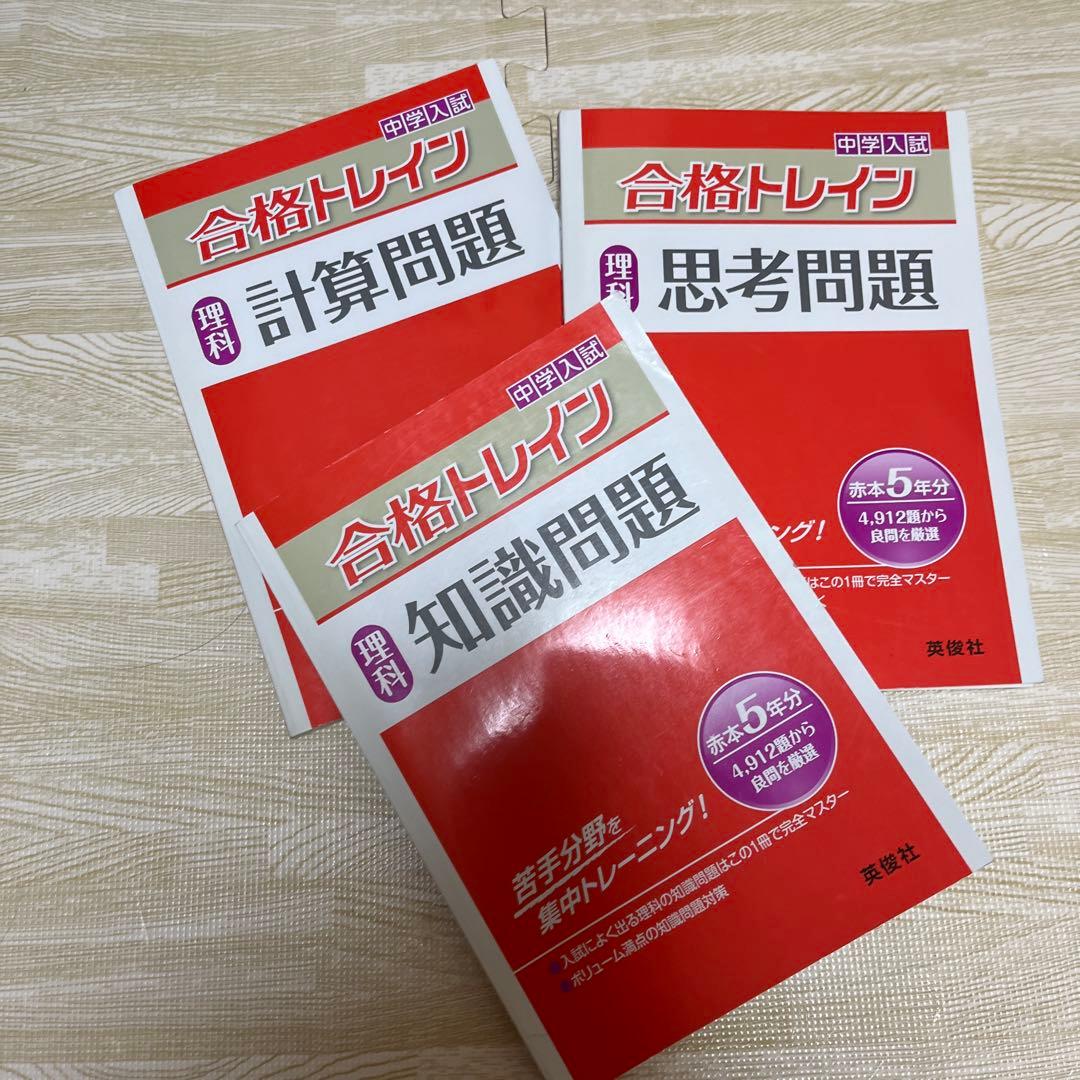 中学入試
合格トレイン
理科
計算問題
中学入試
合格トレイン
理科
思考問題
赤本5年分
4,912題から
良問を厳選
ング!
はこの1冊で完全マスター
英俊社
中学入試
合格トレイン
理科
知識問題
赤本5年分
4,912題から
良問を厳選
苦手分野を
集中トレーニング!
●入試によく出る理科の知識問題はこの1冊で完全マスター
●ボリューム満点の知識問題対策
英俊社